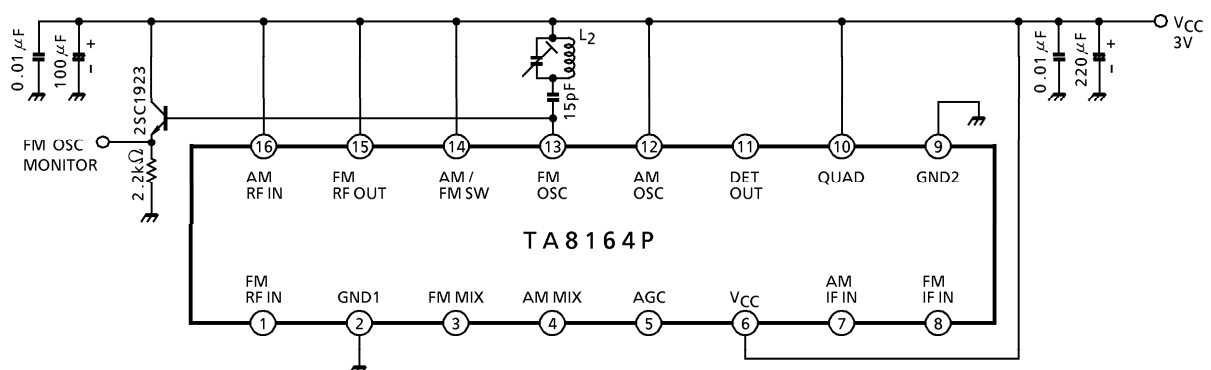 0.01μF
100μF
+
-
2SC1923
L2
15pF
0.01μF
220μF
+
-
VCC
3V
FM OSC
MONITOR
2.2kΩ
16
15
14
13
12
11
10
9
AM
RF IN
FM
RF OUT
AM /
FM SW
FM
OSC
AM
OSC
DET
OUT
QUAD
GND2
TA8164P
FM
RF IN
GND1
FM MIX
AM MIX
AGC
VCC
AM
IF IN
FM
IF IN
1
2
3
4
5
6
7
8